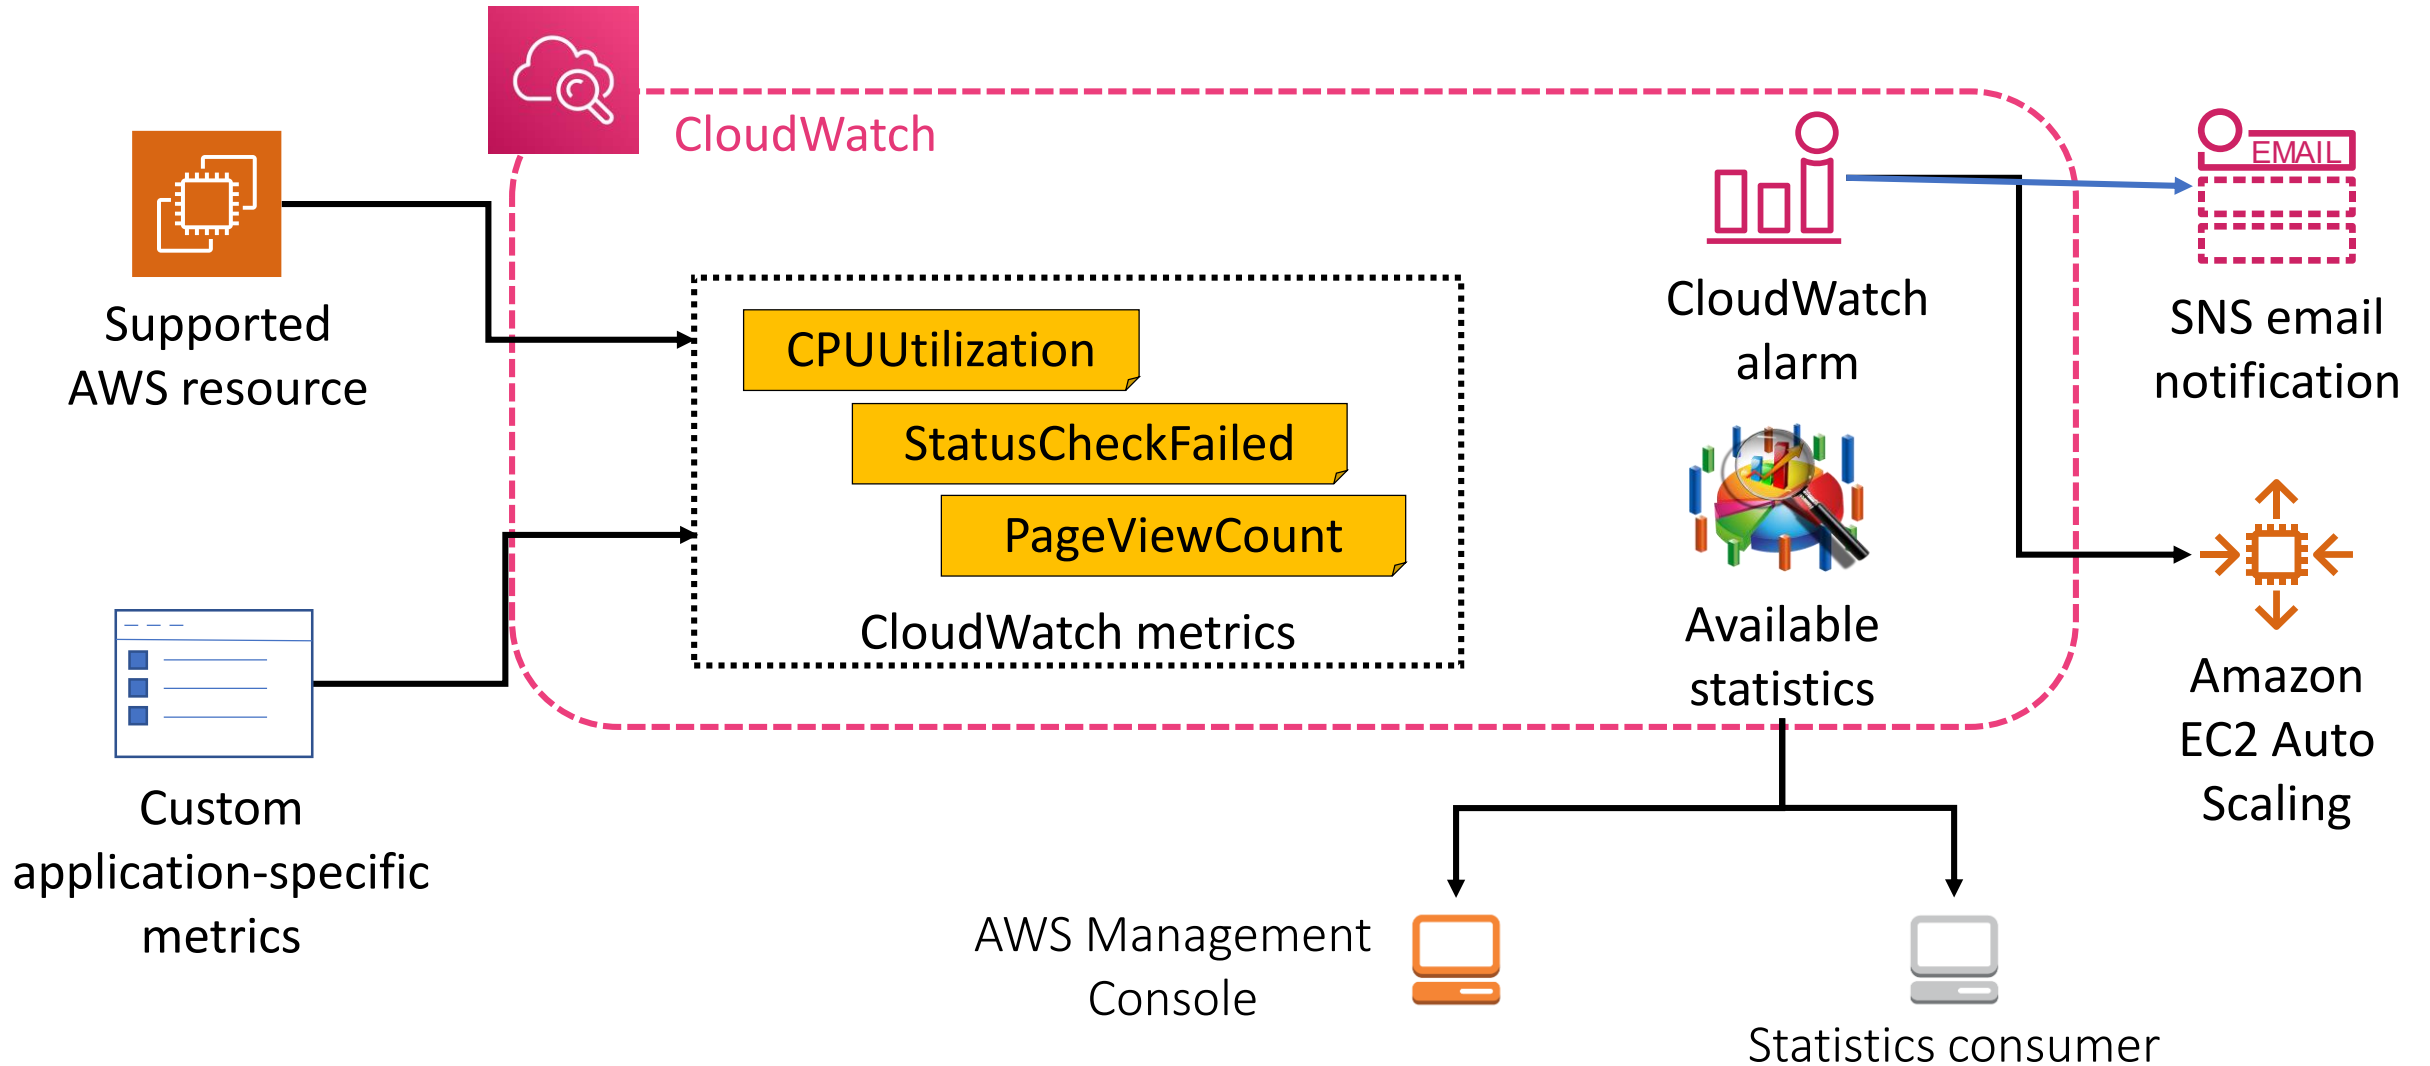 CloudWatch
EMAIL
Supported
AWS resource
CPUUtilization
StatusCheckFailed
PageViewCount
CloudWatch metrics
CloudWatch
alarm
SNS email
notification
Available
statistics
Amazon
EC2 Auto
Scaling
Custom
application-specific
metrics
AWS Management
Console
Statistics consumer